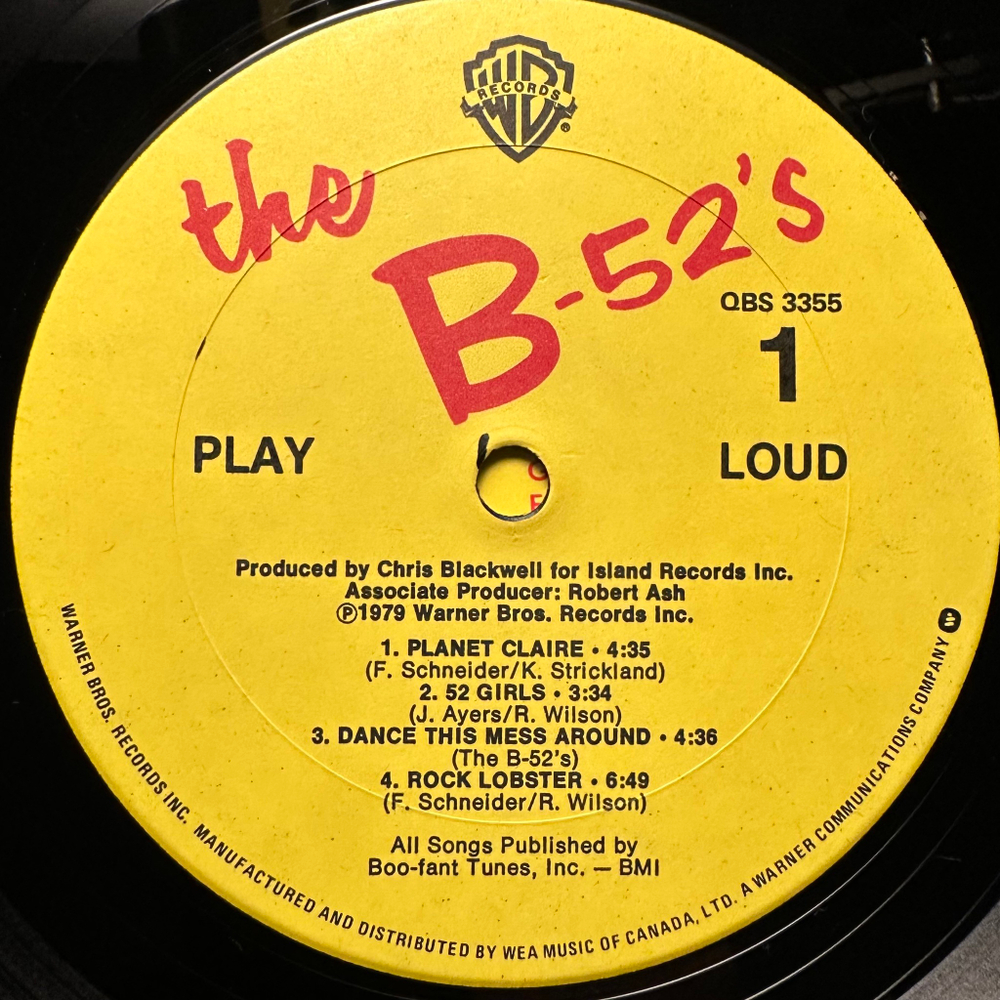 WB
RECORDS
®
the
B-52's
QBS 3355
1
PLAY
LOUD
Produced by Chris Blackwell for Island Records Inc.
Associate Producer: Robert Ash
Ⓟ1979 Warner Bros. Records Inc.
1. PLANET CLAIRE • 4:35
(F. Schneider/K. Strickland)
2. 52 GIRLS • 3:34
(J. Ayers/R. Wilson)
3. DANCE THIS MESS AROUND • 4:36
(The B-52's)
4. ROCK LOBSTER • 6:49
(F. Schneider/R. Wilson)
All Songs Published by
Boo-fant Tunes, Inc. — BMI
WARNER BROS. RECORDS INC. MANUFACTURED AND DISTRIBUTED BY WEA MUSIC OF CANADA, LTD. A WARNER COMMUNICATIONS COMPANY